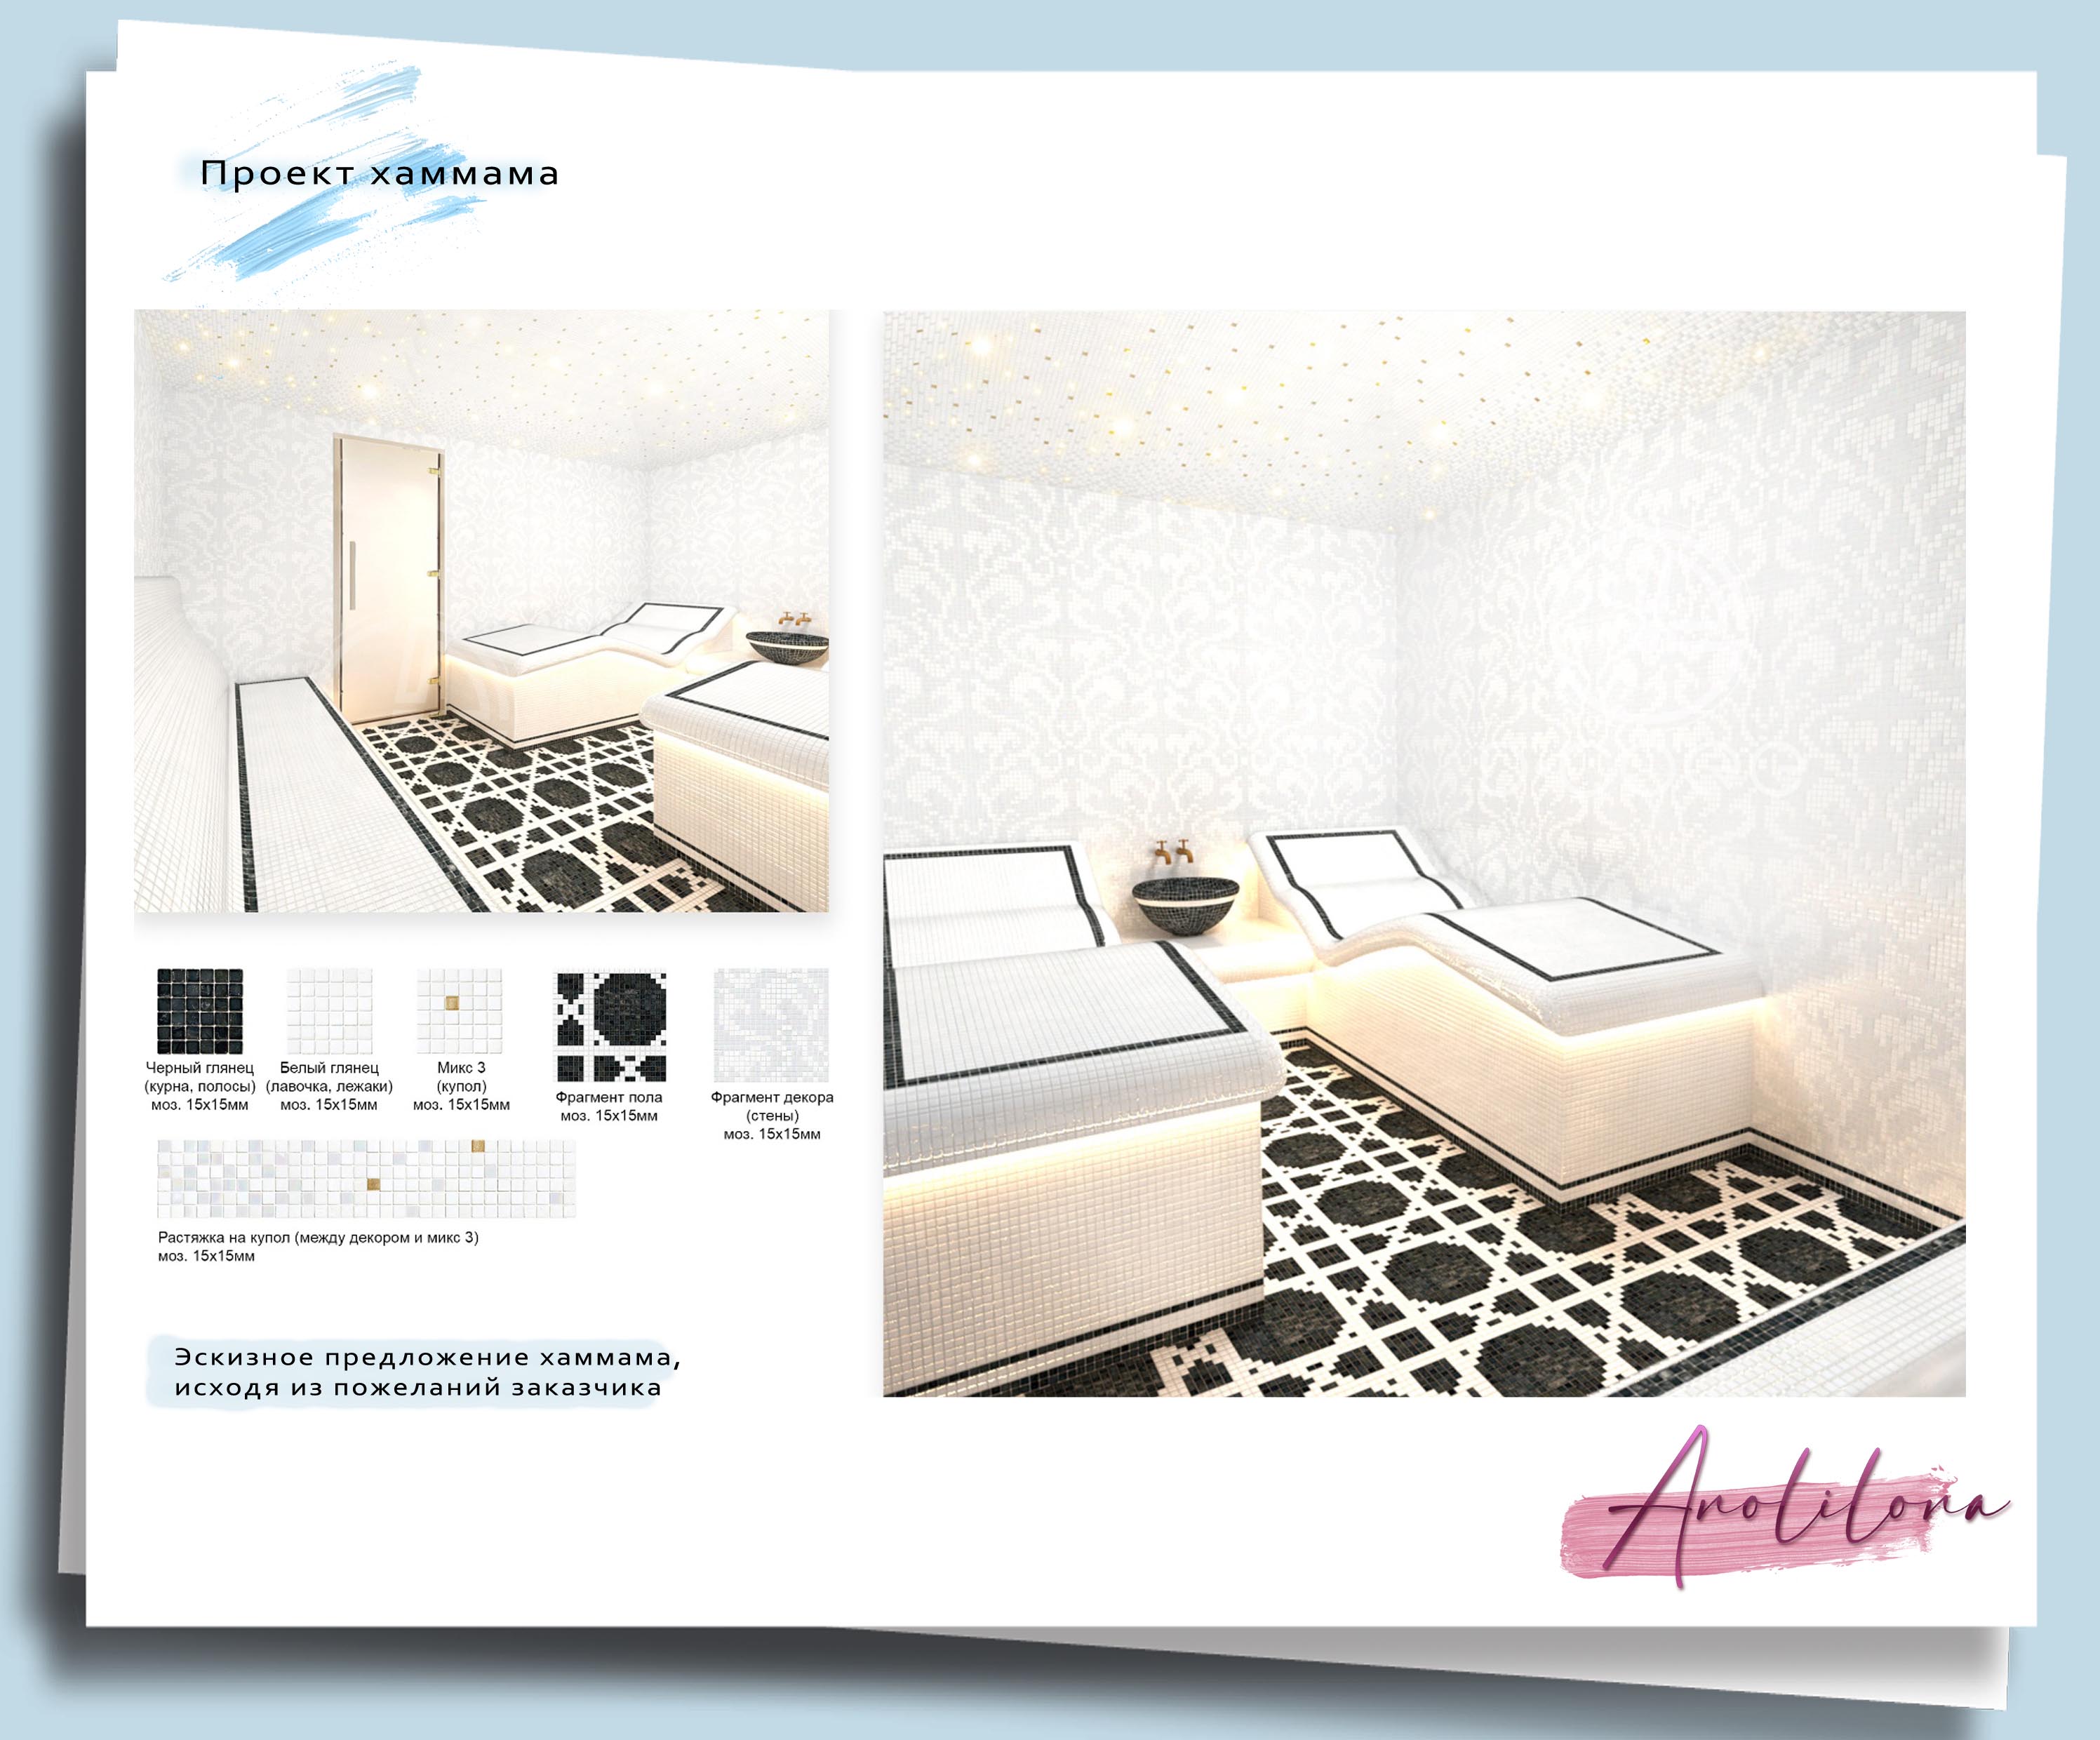 Проект хаммама
Черный глянец
(курна, полосы)
моз. 15х15мм
Белый глянец
(лавочка, лежаки)
моз. 15х15мм
Микс 3
(купол)
моз. 15х15мм
Фрагмент пола
моз. 15х15мм
Фрагмент декора
(стены)
моз. 15х15мм
Растяжка на купол (между декором и микс 3)
моз. 15х15мм
Эскизное предложение хаммама,
исходя из пожеланий заказчика
Anolilona